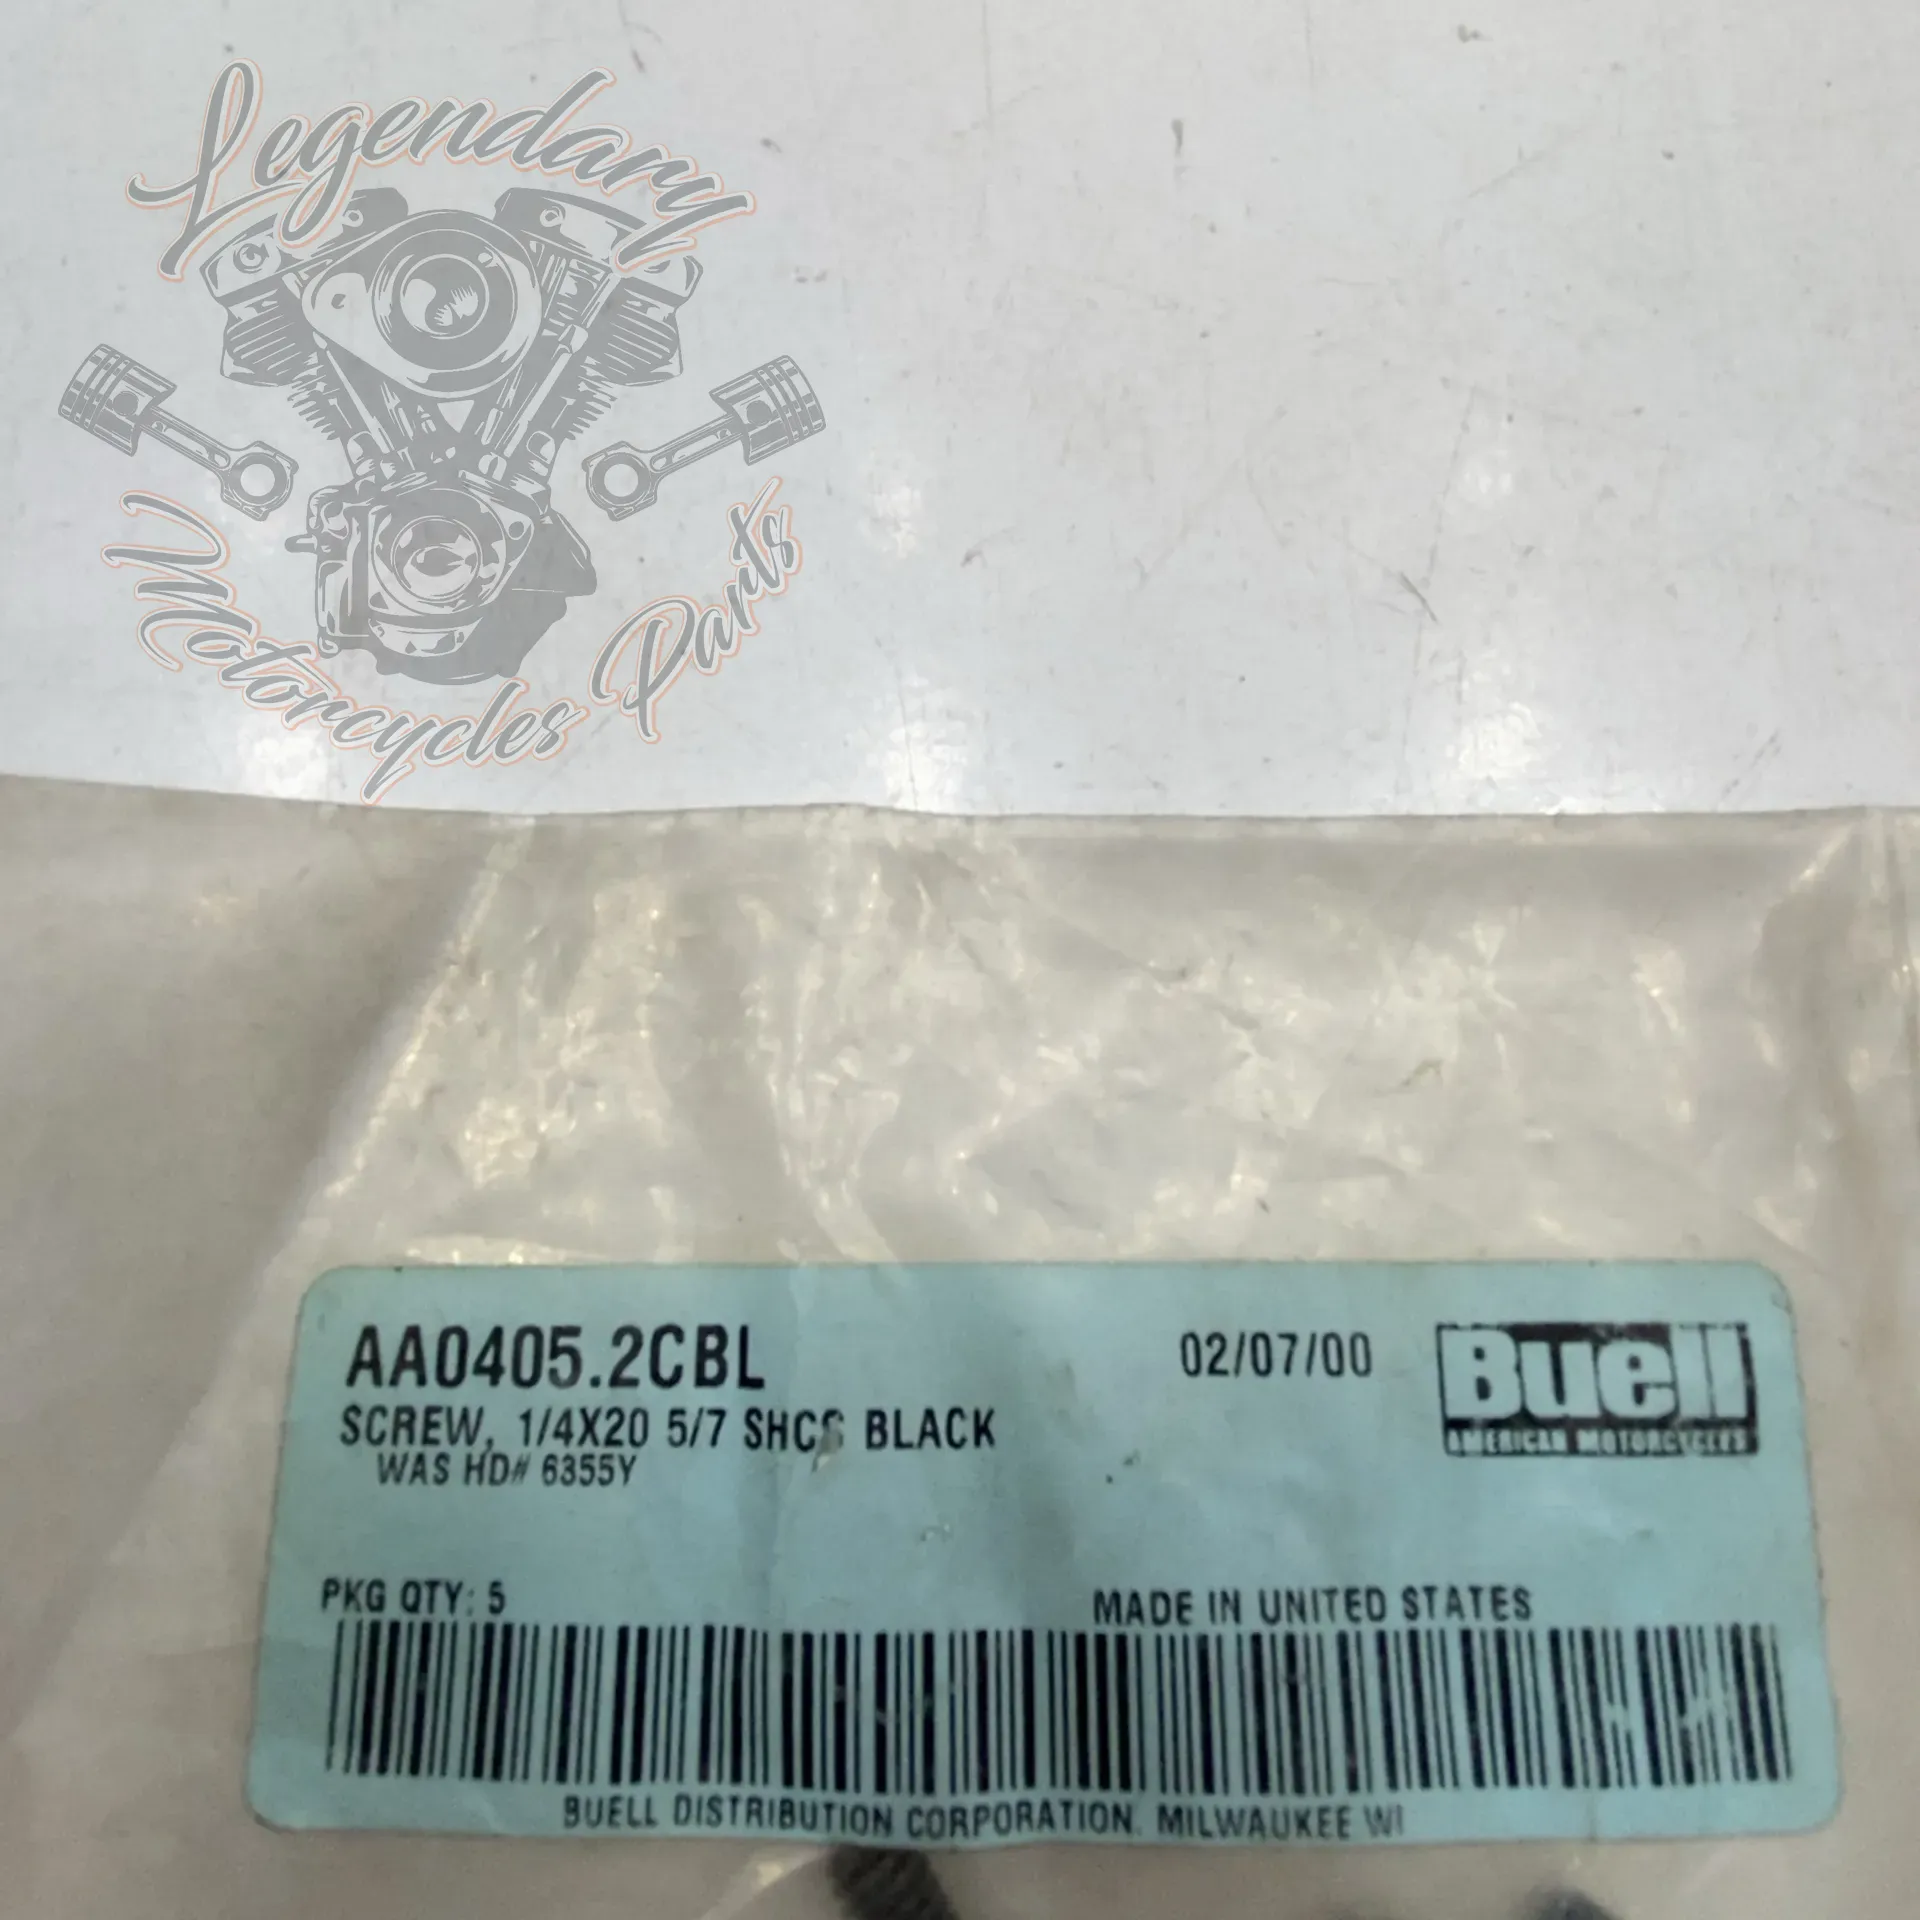 Legendary
Motorcycles Parts
AA0405.2CBL
02/07/00
Buell
AMERICAN MOTORCYCLES
SCREW, 1/4X20 5/7 SHCS BLACK
WAS HD# 6355Y
PKG QTY: 5
MADE IN UNITED STATES
BUELL DISTRIBUTION CORPORATION. MILWAUKEE WI